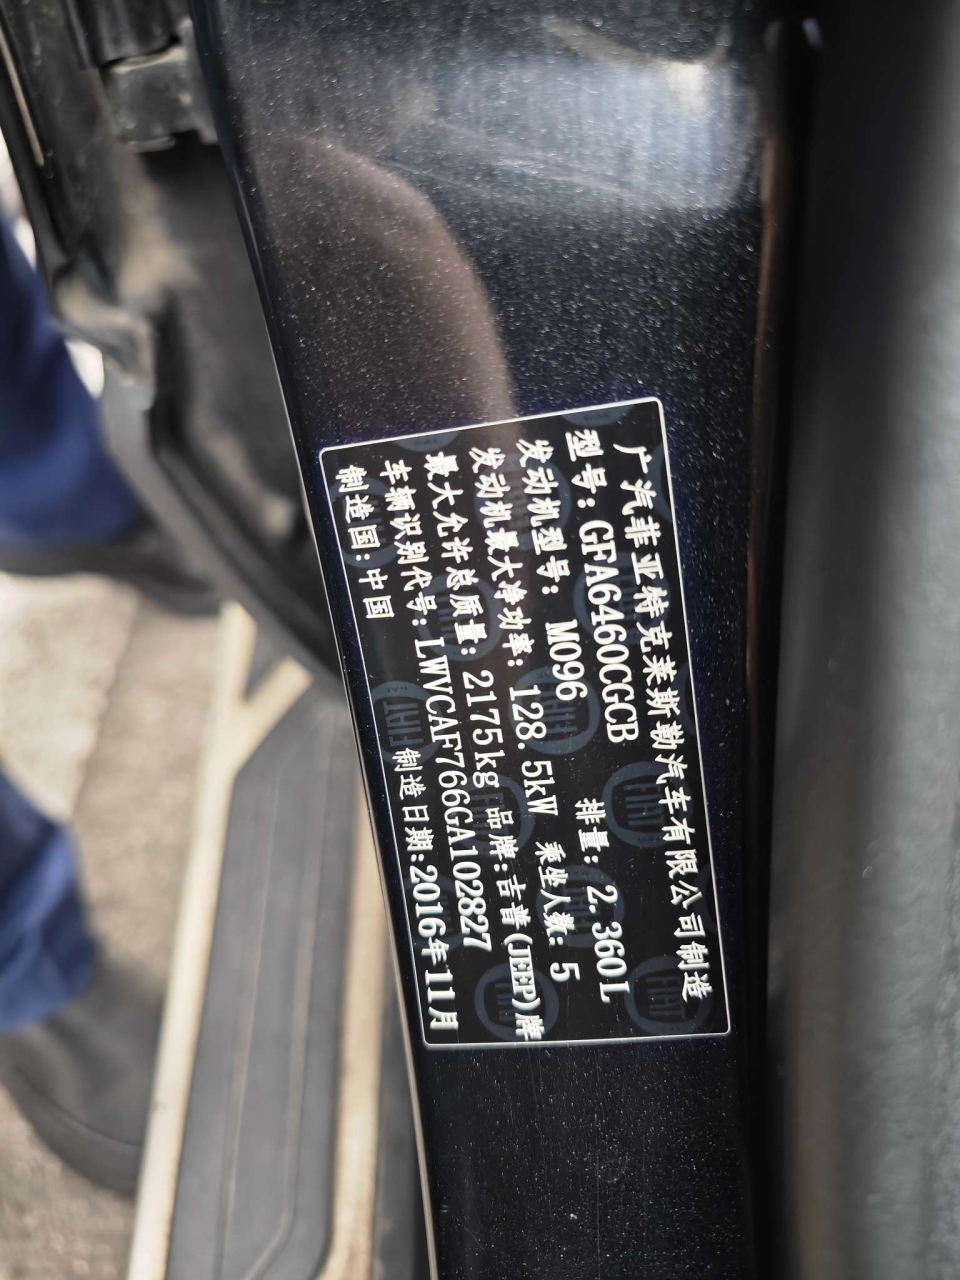 广汽菲亚特克莱斯勒汽车有限公司制造
型号: GFA6460CGCB 排量: 2.360L
发动机型号: M096 乘坐人数: 5
发动机最大净功率: 128.5kW
最大允许总质量: 2175kg 品牌:吉普(JEEP)牌
车辆识别代号: LWVCAF766GA102827
制造国: 中国 制造日期:2016年11月